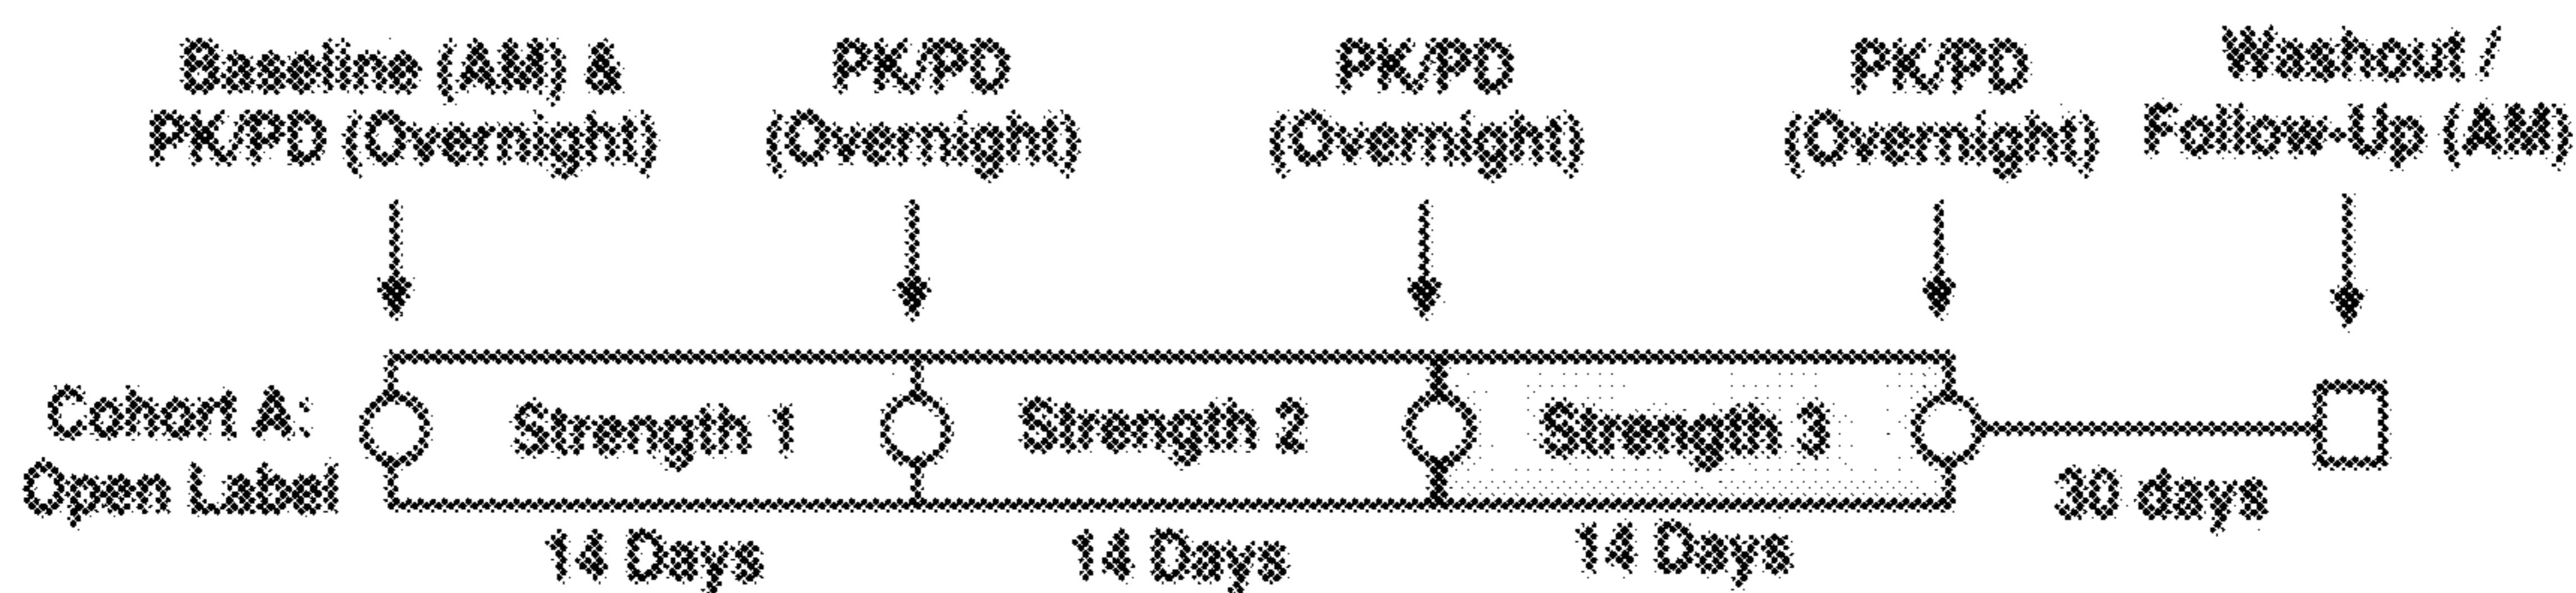 Baseline (AM) &
PK/PD (Overnight)
PK/PD
(Overnight)
PK/PD
(Overnight)
PK/PD
(Overnight)
Washout /
Follow-Up (AM)
Cohort A:
Open Label
Strength 1
Strength 2
Strength 3
14 Days
14 Days
14 Days
30 days